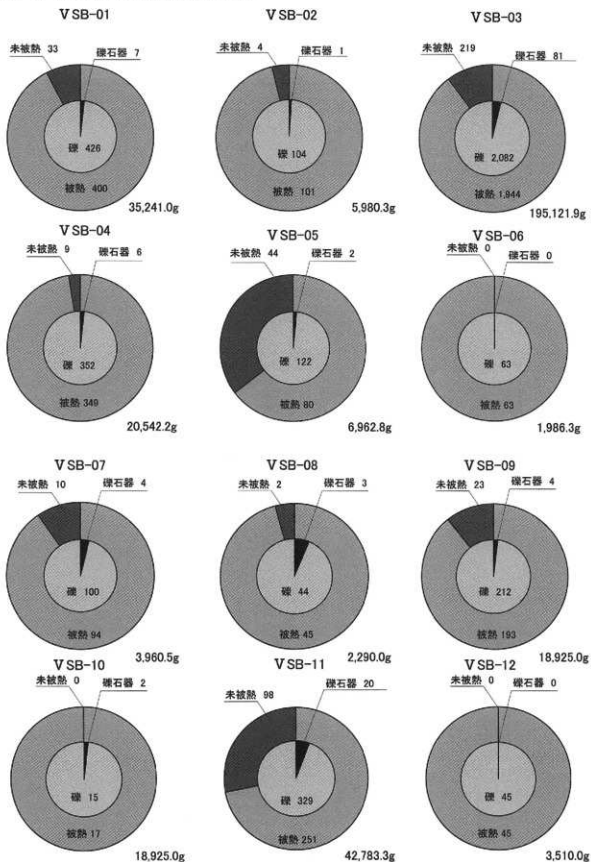 Ⅴ SB-01
未被熱 33
礫石器 7
礫 426
被熱 400
35,241.0g
Ⅴ SB-02
未被熱 4
礫石器 1
礫 104
被熱 101
5,980.3g
Ⅴ SB-03
未被熱 219
礫石器 81
礫 2,082
被熱 1,944
195,121.9g
Ⅴ SB-04
未被熱 9
礫石器 6
礫 352
被熱 349
20,542.2g
Ⅴ SB-05
未被熱 44
礫石器 2
礫 122
被熱 80
6,962.8g
Ⅴ SB-06
未被熱 0
礫石器 0
礫 63
被熱 63
1,986.3g
Ⅴ SB-07
未被熱 10
礫石器 4
礫 100
被熱 94
3,960.5g
Ⅴ SB-08
未被熱 2
礫石器 3
礫 44
被熱 45
2,290.0g
Ⅴ SB-09
未被熱 23
礫石器 4
礫 212
被熱 193
18,925.0g
Ⅴ SB-10
未被熱 0
礫石器 2
礫 15
被熱 17
18,925.0g
Ⅴ SB-11
未被熱 98
礫石器 20
礫 329
被熱 251
42,783.3g
Ⅴ SB-12
未被熱 0
礫石器 0
礫 45
被熱 45
3,510.0g